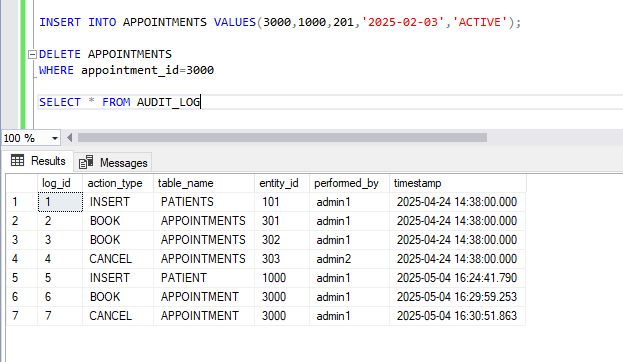 INSERT INTO APPOINTMENTS VALUES(3000,1000,201,'2025-02-03','ACTIVE');
DELETE APPOINTMENTS
WHERE appointment_id=3000
SELECT * FROM AUDIT_LOG
100 %
Results Messages
log_id action_type table_name entity_id performed_by timestamp
1 1 INSERT PATIENTS 101 admin1 2025-04-24 14:38:00.000
2 2 BOOK APPOINTMENTS 301 admin1 2025-04-24 14:38:00.000
3 3 BOOK APPOINTMENTS 302 admin1 2025-04-24 14:38:00.000
4 4 CANCEL APPOINTMENTS 303 admin2 2025-04-24 14:38:00.000
5 5 INSERT PATIENT 1000 admin1 2025-05-04 16:24:41.790
6 6 BOOK APPOINTMENT 3000 admin1 2025-05-04 16:29:59.253
7 7 CANCEL APPOINTMENT 3000 admin1 2025-05-04 16:30:51.863